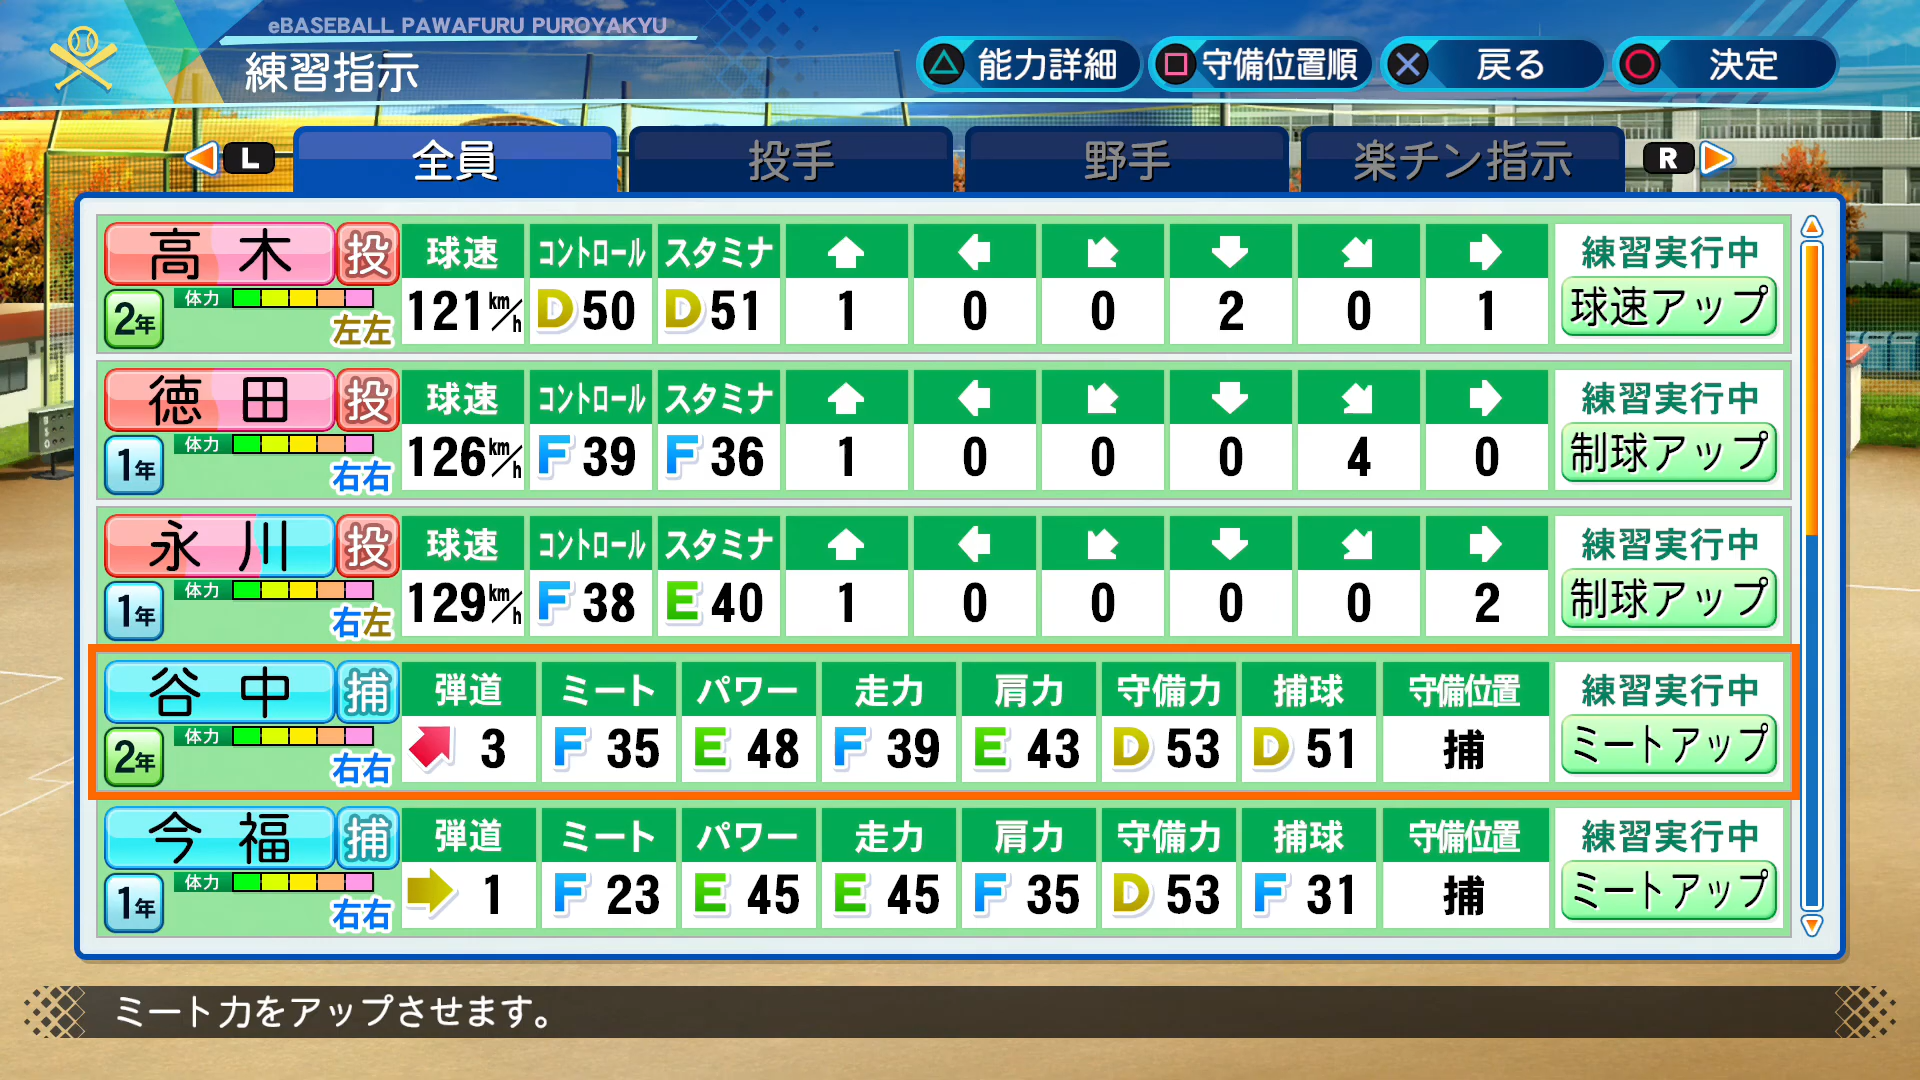 eBASEBALL PAWAFURU PUROYAKYU
練習指示
能力詳細 守備位置順 戻る 決定
L 全員 投手 野手 楽チン指示 R
高木 投 球速 コントロール スタミナ 練習実行中
2年 体力 左左 121km/h D 50 D 51 1 0 0 2 0 1 球速アップ
徳田 投 球速 コントロール スタミナ 練習実行中
1年 体力 右右 126km/h F 39 F 36 1 0 0 0 4 0 制球アップ
永川 投 球速 コントロール スタミナ 練習実行中
1年 体力 右左 129km/h F 38 E 40 1 0 0 0 0 2 制球アップ
谷中 捕 弾道 ミート パワー 走力 肩力 守備力 捕球 守備位置 練習実行中
2年 体力 右右 3 F 35 E 48 F 39 E 43 D 53 D 51 捕 ミートアップ
今福 捕 弾道 ミート パワー 走力 肩力 守備力 捕球 守備位置 練習実行中
1年 体力 右右 1 F 23 E 45 E 45 F 35 D 53 F 31 捕 ミートアップ
ミート力をアップさせます。